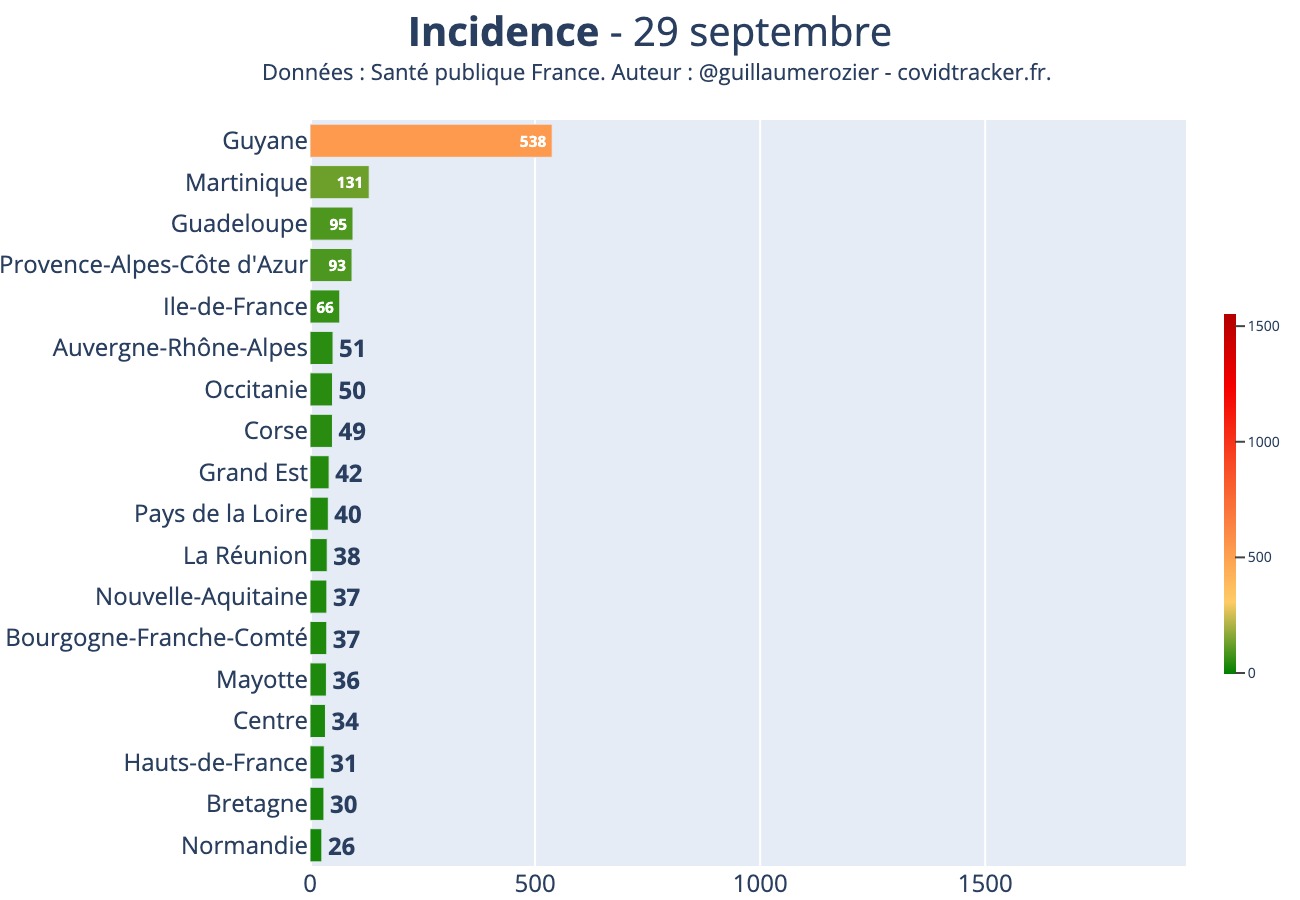 Incidence - 29 septembre
Données : Santé publique France. Auteur : @guillaumerozier - covidtracker.fr.
Guyane 538
Martinique 131
Guadeloupe 95
Provence-Alpes-Côte d'Azur 93
Ile-de-France 66
Auvergne-Rhône-Alpes 51
Occitanie 50
Corse 49
Grand Est 42
Pays de la Loire 40
La Réunion 38
Nouvelle-Aquitaine 37
Bourgogne-Franche-Comté 37
Mayotte 36
Centre 34
Hauts-de-France 31
Bretagne 30
Normandie 26
0 500 1000 1500
1500
1000
500
0